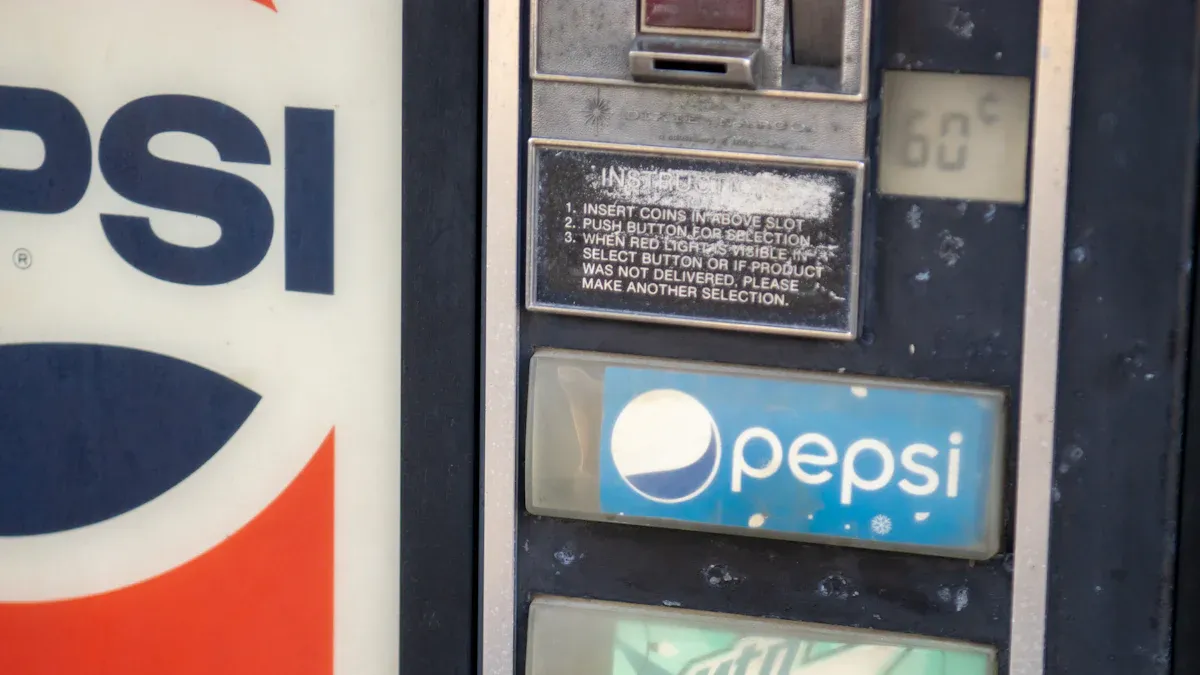 PSI
®
INSTRUCTIONS
1. INSERT COINS IN ABOVE SLOT
2. PUSH BUTTON FOR SELECTION
3. WHEN RED LIGHT IS VISIBLE IN
SELECT BUTTON OR IF PRODUCT
WAS NOT DELIVERED, PLEASE
MAKE ANOTHER SELECTION.
60¢
pepsi